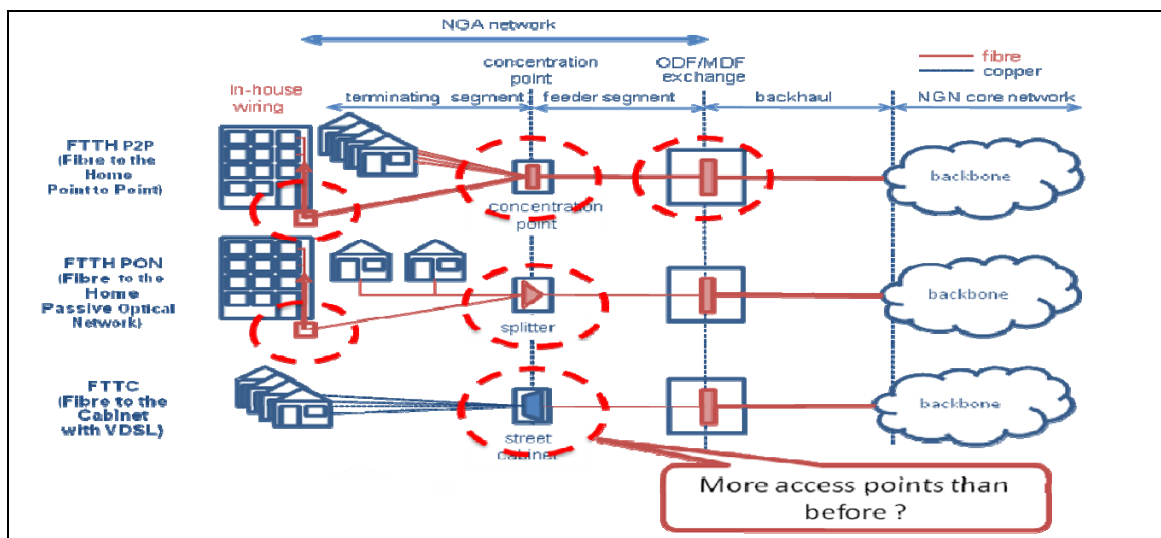 NGA network
concentration
point
ODF/MDF
exchange
fibre
copper
In-house
wiring
terminating segment
feeder segment
backhaul
NGN core network
FTTH P2P
(Fibre to the
Home
Point to Point)
concentration
point
backbone
FTTH PON
(Fibre to the
Home
Passive Optical
Network)
splitter
backbone
FTTC
(Fibre to the
Cabinet
with VDSL)
street
cabinet
backbone
More access points than
before ?